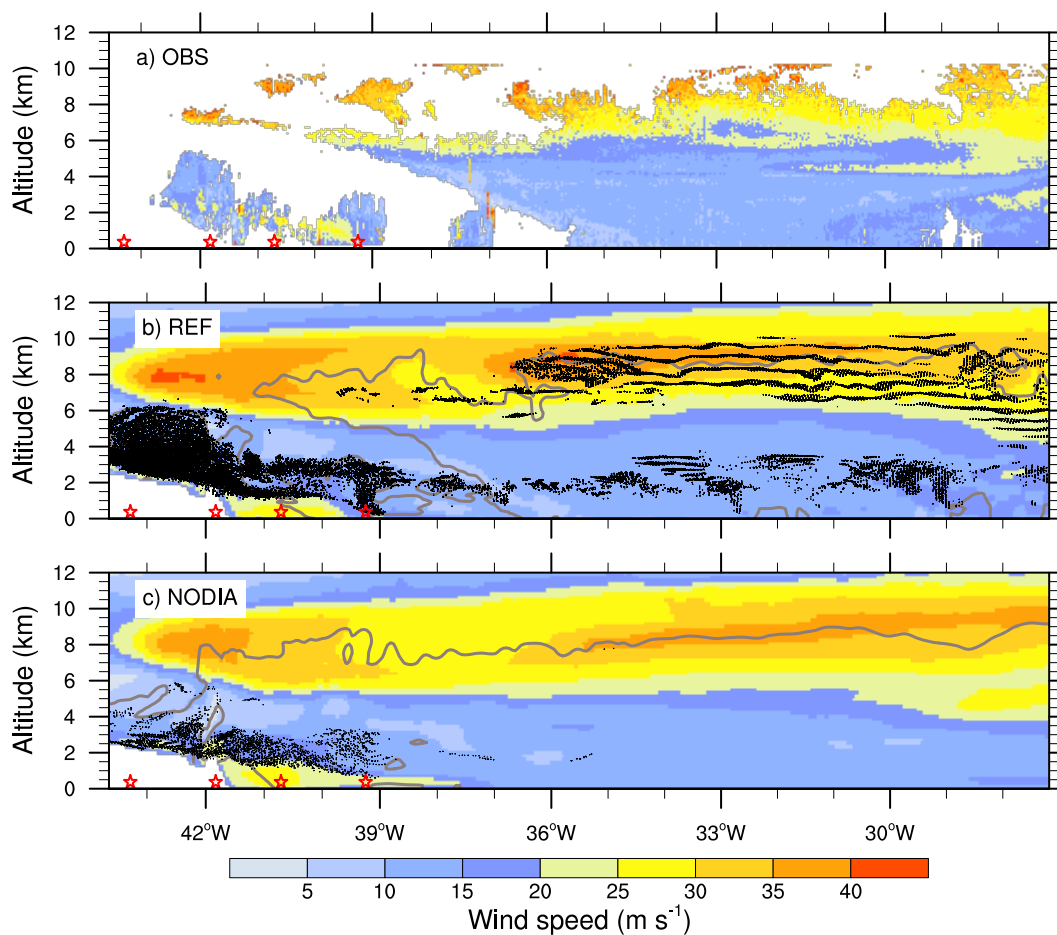 12
10
8
6
4
2
0
Altitude (km)
a) OBS
12
10
8
6
4
2
0
Altitude (km)
b) REF
12
10
8
6
4
2
0
Altitude (km)
c) NODIA
42°W 39°W 36°W 33°W 30°W
5 10 15 20 25 30 35 40
Wind speed (m s⁻¹)